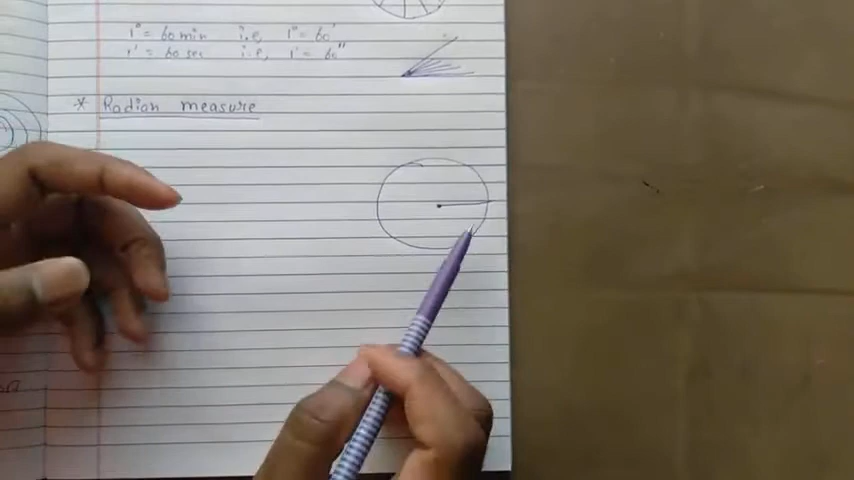 1° = 60 min i.e, 1° = 60'
1' = 60 sec i.e, 1' = 60"
* Radian measure